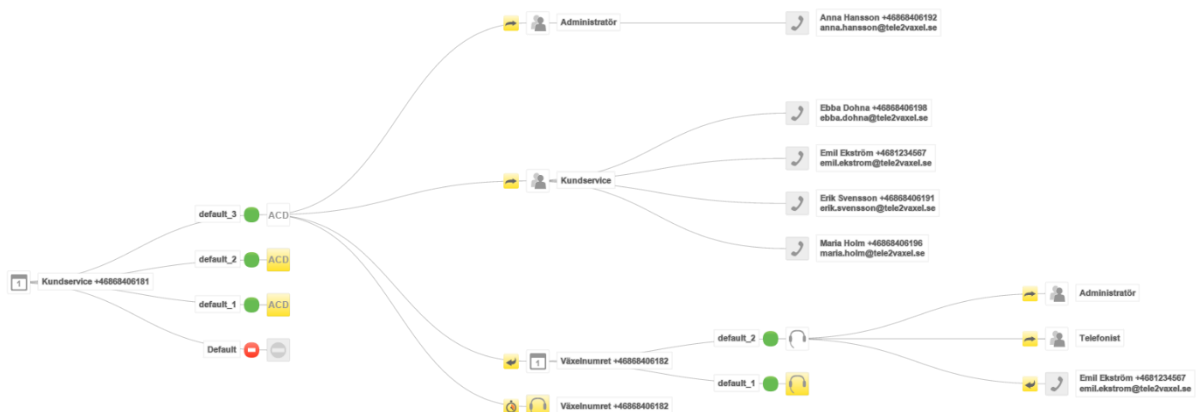 Administratör
Anna Hansson +46868406192
anna.hansson@tele2vaxel.se
Ebba Dohna +46868406198
ebba.dohna@tele2vaxel.se
Emil Ekström +4681234567
emil.ekstrom@tele2vaxel.se
Kundservice
Erik Svensson +46868406191
erik.svensson@tele2vaxel.se
Maria Holm +46868406196
maria.holm@tele2vaxel.se
default_3 ACD
default_2 ACD
1 Kundservice +46868406181
default_1 ACD
Default
1 Växelnumret +46868406182
Växelnumret +46868406182
default_2
default_1
Administratör
Telefonist
Emil Ekström +4681234567
emil.ekstrom@tele2vaxel.se